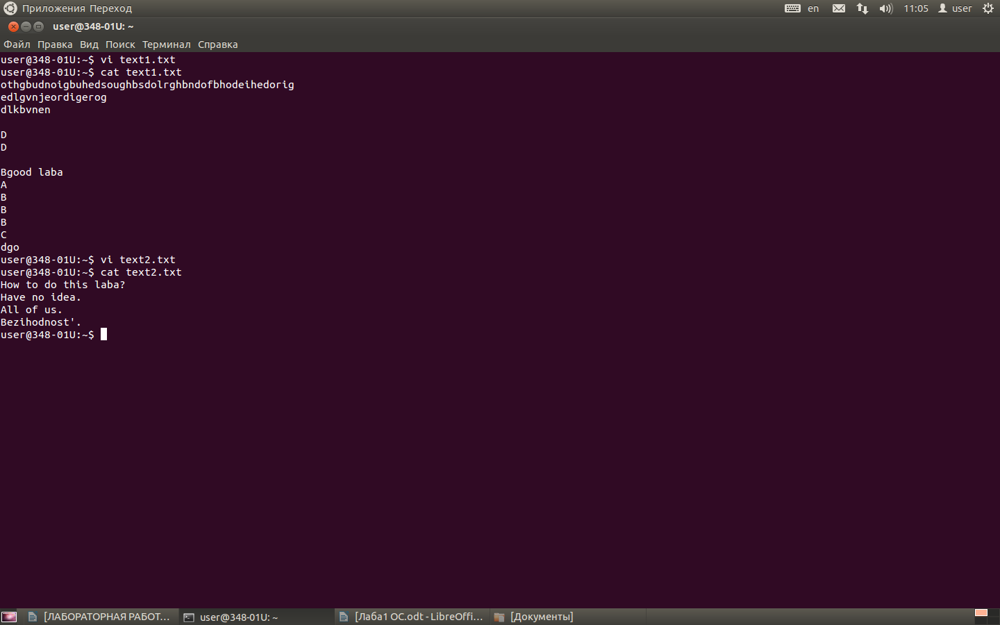 Приложения Переход en 11:05 user
user@348-01U: ~
Файл Правка Вид Поиск Терминал Справка
user@348-01U:~$ vi text1.txt
user@348-01U:~$ cat text1.txt
othgbudnoigbuhedsoughbsdolrghbndofbhodeihedorig
edlgvnjeordigerog
dlkbvnen
D
D
Bgood laba
A
B
B
B
C
dgo
user@348-01U:~$ vi text2.txt
user@348-01U:~$ cat text2.txt
How to do this laba?
Have no idea.
All of us.
Bezihodnost'.
user@348-01U:~$
[ЛАБОРАТОРНАЯ РАБОТ... user@348-01U: ~ [Лаба1 ОС.odt - LibreOffi... [Документы]